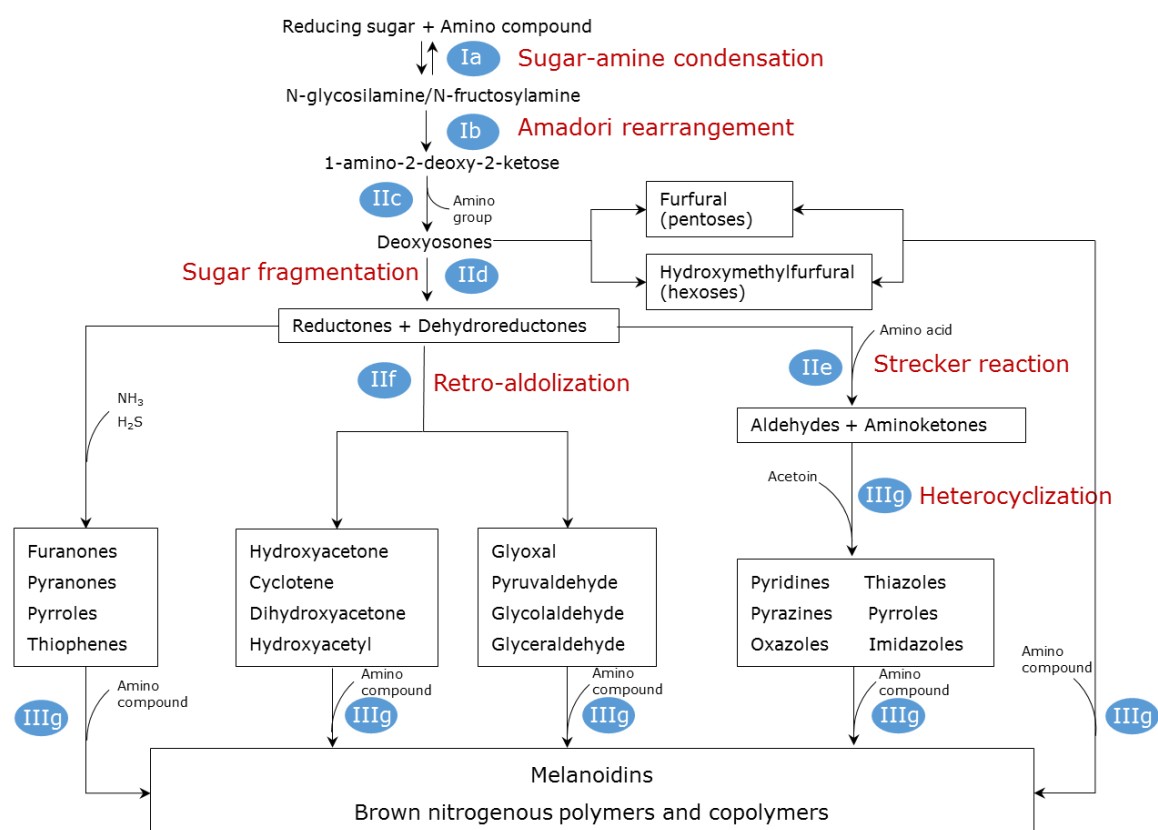 Reducing sugar + Amino compound
Ia
Sugar-amine condensation
N-glycosilamine/N-fructosylamine
Ib
Amadori rearrangement
1-amino-2-deoxy-2-ketose
IIc
Amino
group
Furfural
(pentoses)
Deoxyosones
Sugar fragmentation
IId
Hydroxymethylfurfural
(hexoses)
Reductones + Dehydroreductones
Amino acid
IIf
Retro-aldolization
IIe
Strecker reaction
NH3
H2S
Aldehydes + Aminoketones
Acetoin
IIIg
Heterocyclization
Furanones
Pyranones
Pyrroles
Thiophenes
Hydroxyacetone
Cyclotene
Dihydroxyacetone
Hydroxyacetyl
Glyoxal
Pyruvaldehyde
Glycolaldehyde
Glyceraldehyde
Pyridines Thiazoles
Pyrazines Pyrroles
Oxazoles Imidazoles
Amino
compound
IIIg
Amino
compound
IIIg
Amino
compound
IIIg
Amino
compound
IIIg
Amino
compound
IIIg
Melanoidins
Brown nitrogenous polymers and copolymers